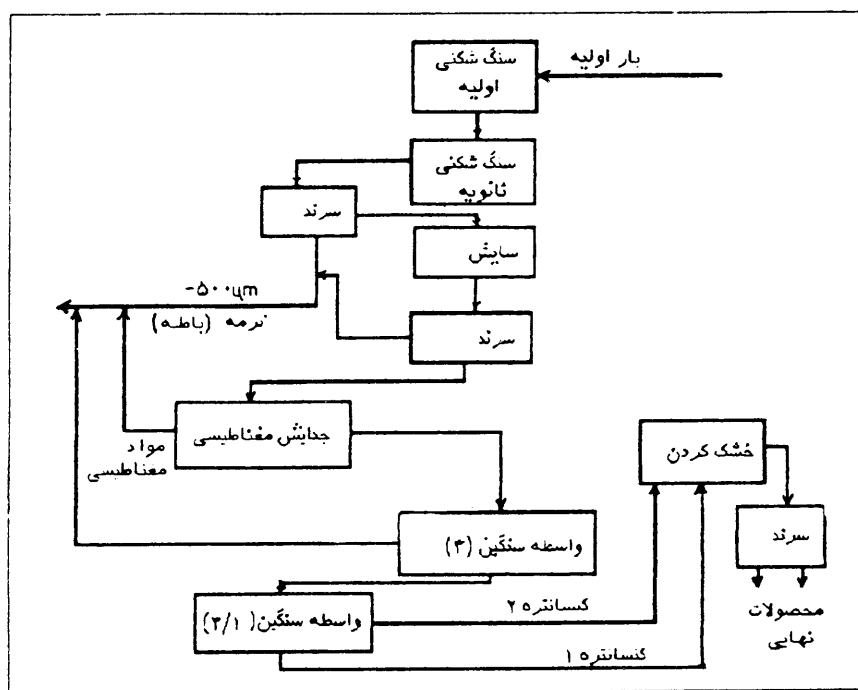 بار اولیه
سنگ شکنی
اولیه
سنگ شکنی
ثانویه
سرند
سایش
-۵۰۰μm
نرمه (باطله)
سرند
جدایش مغناطیسی
مواد
مغناطیسی
خشک کردن
واسطه سنگین (۳)
سرند
واسطه سنگین (۳/۱)
کنسانتره ۲
کنسانتره ۱
محصولات
نهایی